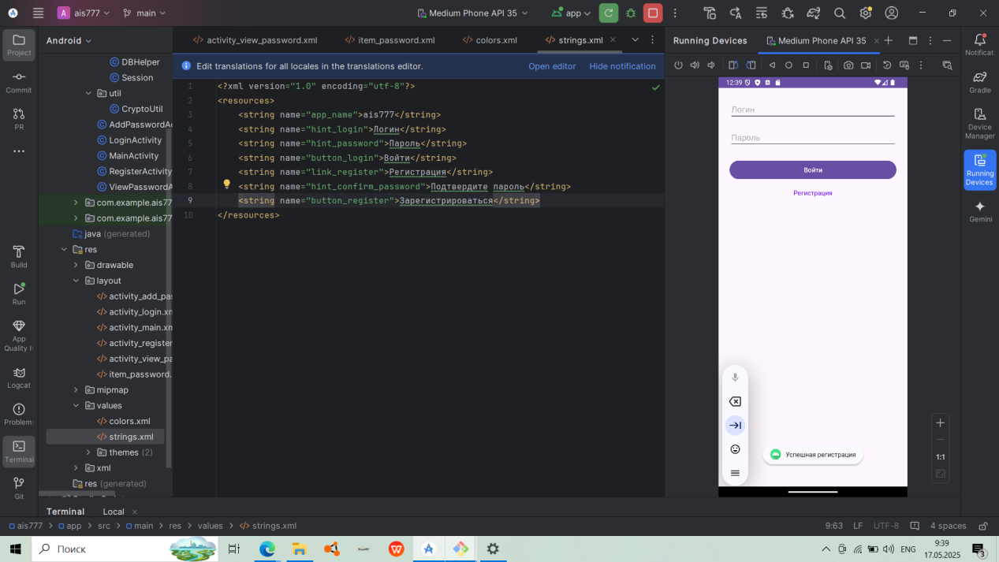 ais777
main
Medium Phone API 35
app
Project
Commit
PR
Build
Run
App
Quality I
Logcat
Problem
Terminal
Git
Android
DBHelper
Session
util
CryptoUtil
AddPasswordA
LoginActivity
MainActivity
RegisterActivity
ViewPasswordA
com.example.ais77
com.example.ais77
java (generated)
res
drawable
layout
activity_add_pas
activity_login.xm
activity_main.xm
activity_register
activity_view_pa
item_password.
mipmap
values
colors.xml
strings.xml
themes (2)
xml
res (generated)
activity_view_password.xml
item_password.xml
colors.xml
strings.xml
Edit translations for all locales in the translations editor.
Open editor
Hide notification
1 <?xml version="1.0" encoding="utf-8"?>
2 <resources>
3 <string name="app_name">ais777</string>
4 <string name="hint_login">Логин</string>
5 <string name="hint_password">Пароль</string>
6 <string name="button_login">Войти</string>
7 <string name="link_register">Регистрация</string>
8 <string name="hint_confirm_password">Подтвердите пароль</string>
9 <string name="button_register">Зарегистрироваться</string>
10 </resources>
Running Devices
Medium Phone API 35
12:39
Логин
Пароль
Войти
Регистрация
Успешная регистрация
1:1
Notificat
Gradle
Device
Manager
Running
Devices
Gemini
Terminal
Local
ais777 > app > src > main > res > values > strings.xml
9:63
LF
UTF-8
4 spaces
Поиск
ENG
9:39
17.05.2025
3